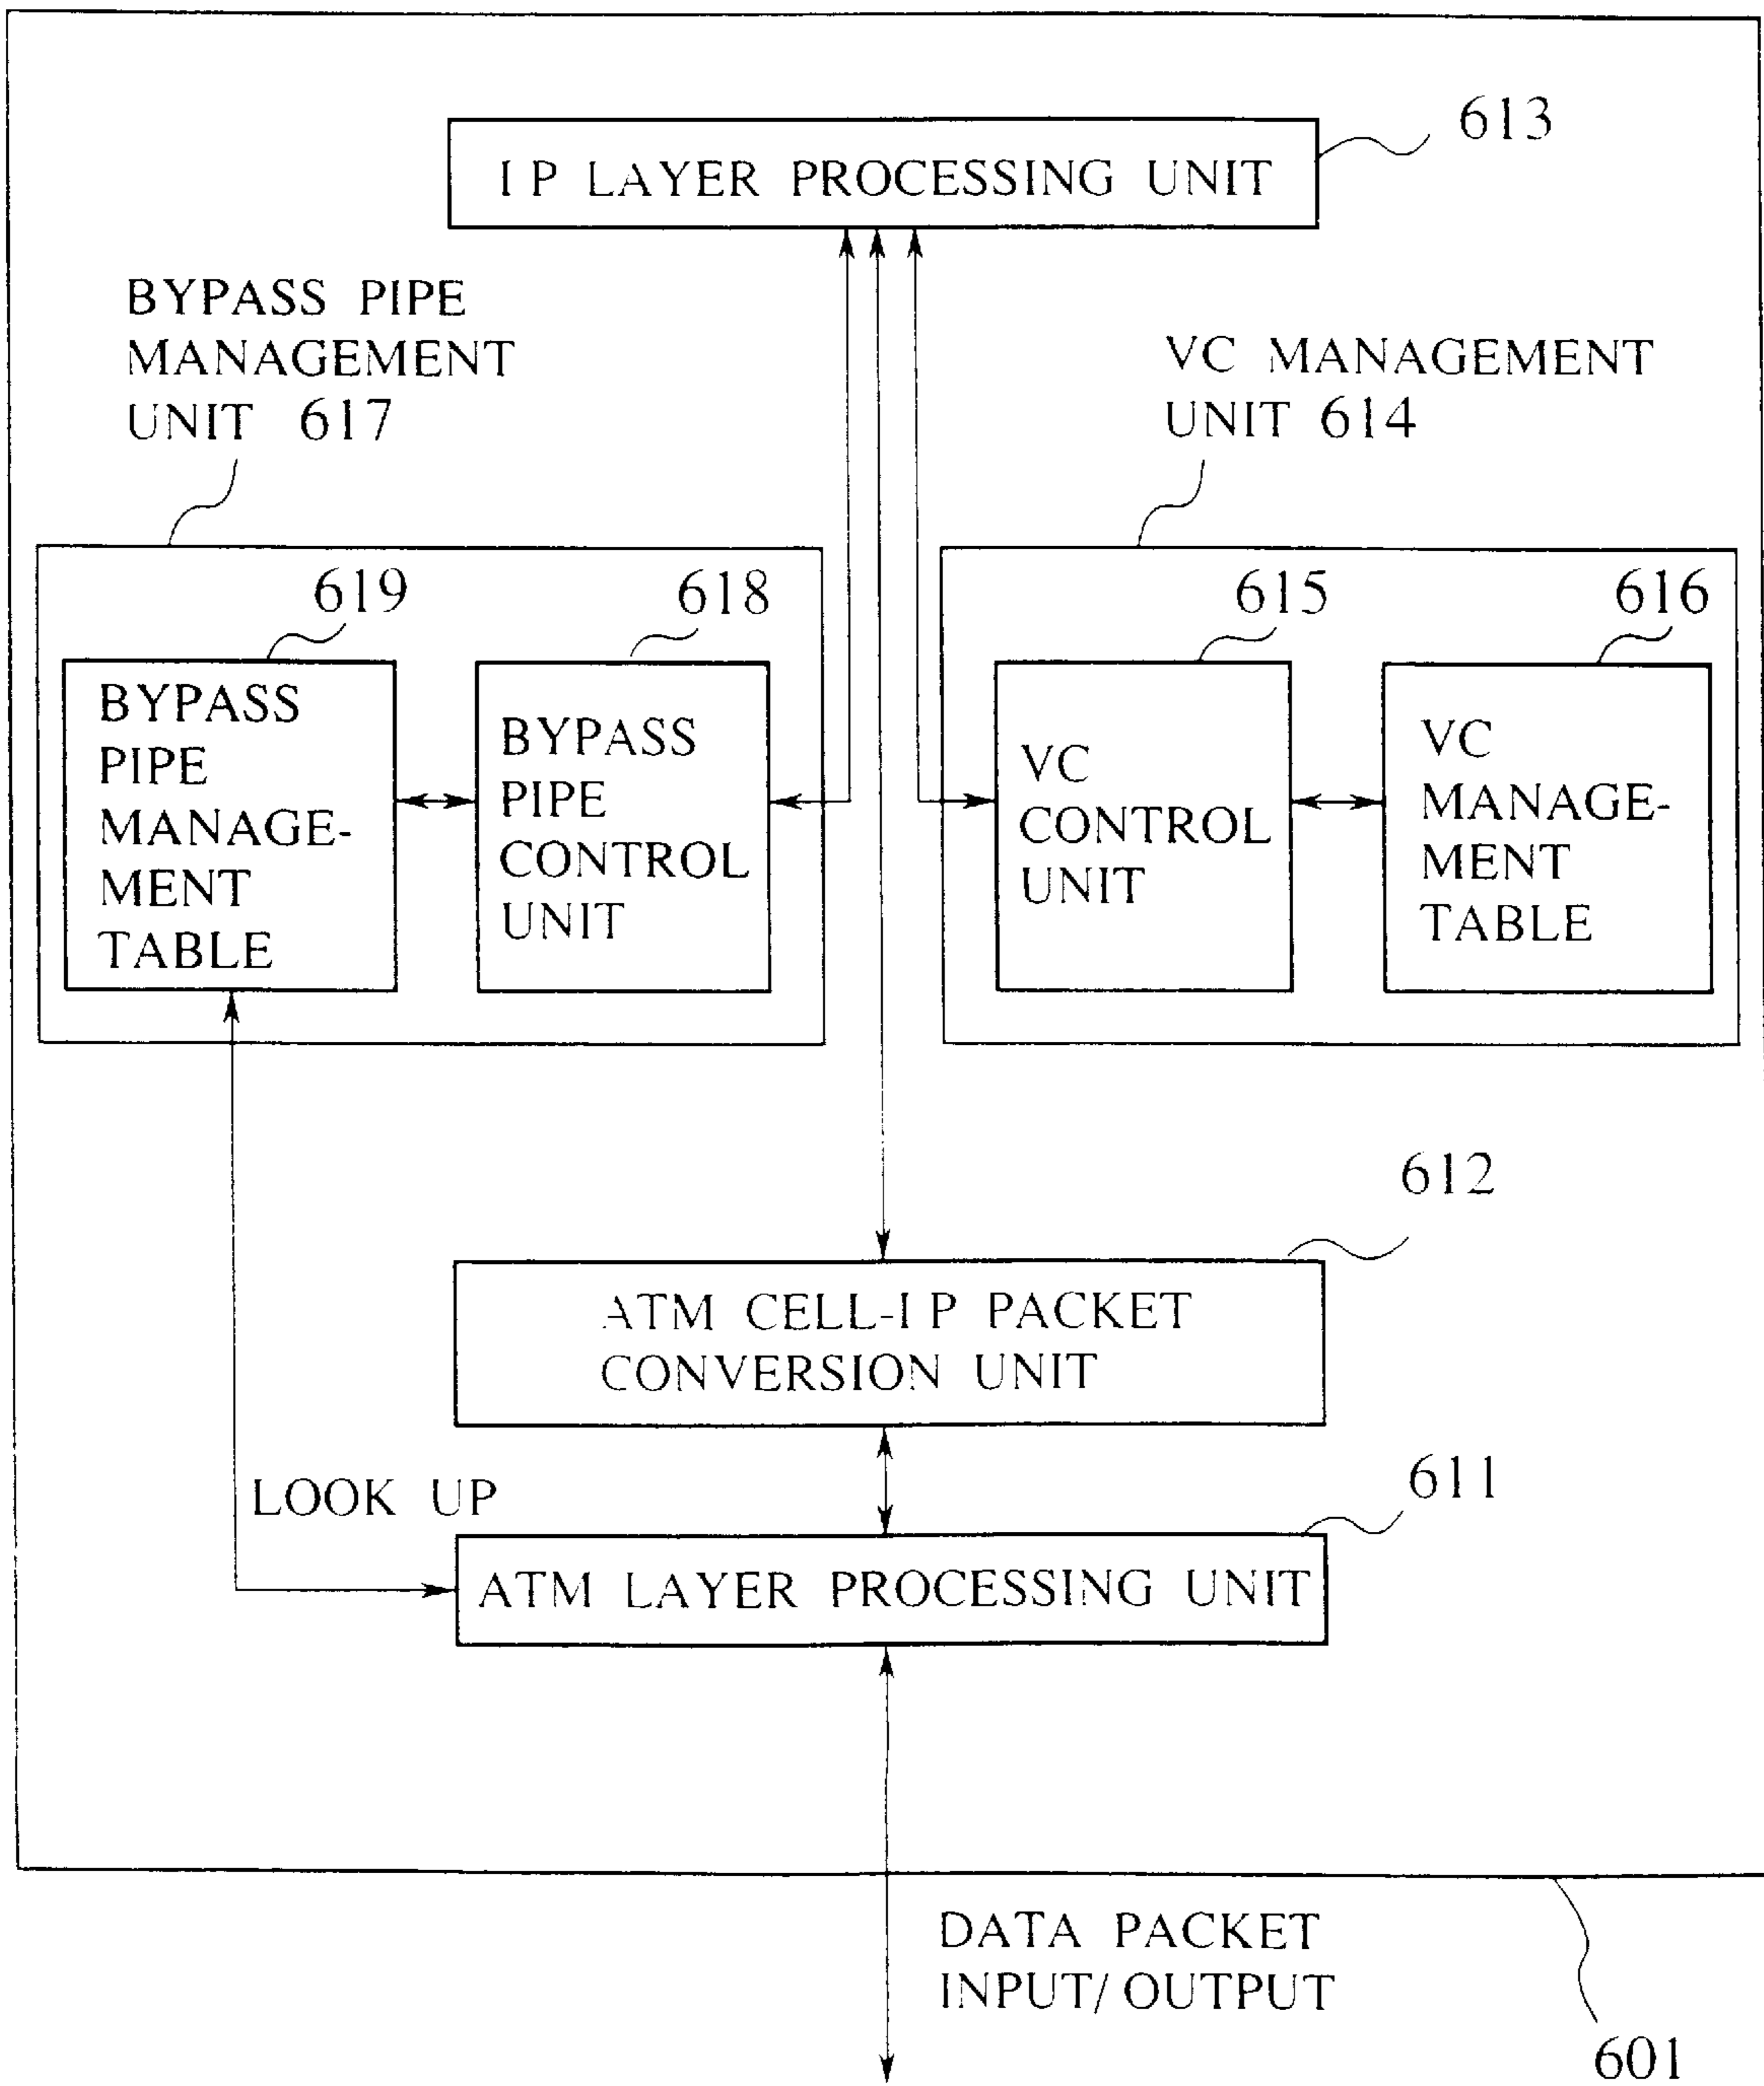 613
IP LAYER PROCESSING UNIT
BYPASS PIPE
MANAGEMENT
UNIT 617
VC MANAGEMENT
UNIT 614
619
618
615
616
BYPASS
PIPE
MANAGE-
MENT
TABLE
BYPASS
PIPE
CONTROL
UNIT
VC
CONTROL
UNIT
VC
MANAGE-
MENT
TABLE
612
ATM CELL-IP PACKET
CONVERSION UNIT
611
LOOK UP
ATM LAYER PROCESSING UNIT
DATA PACKET
INPUT/OUTPUT
601